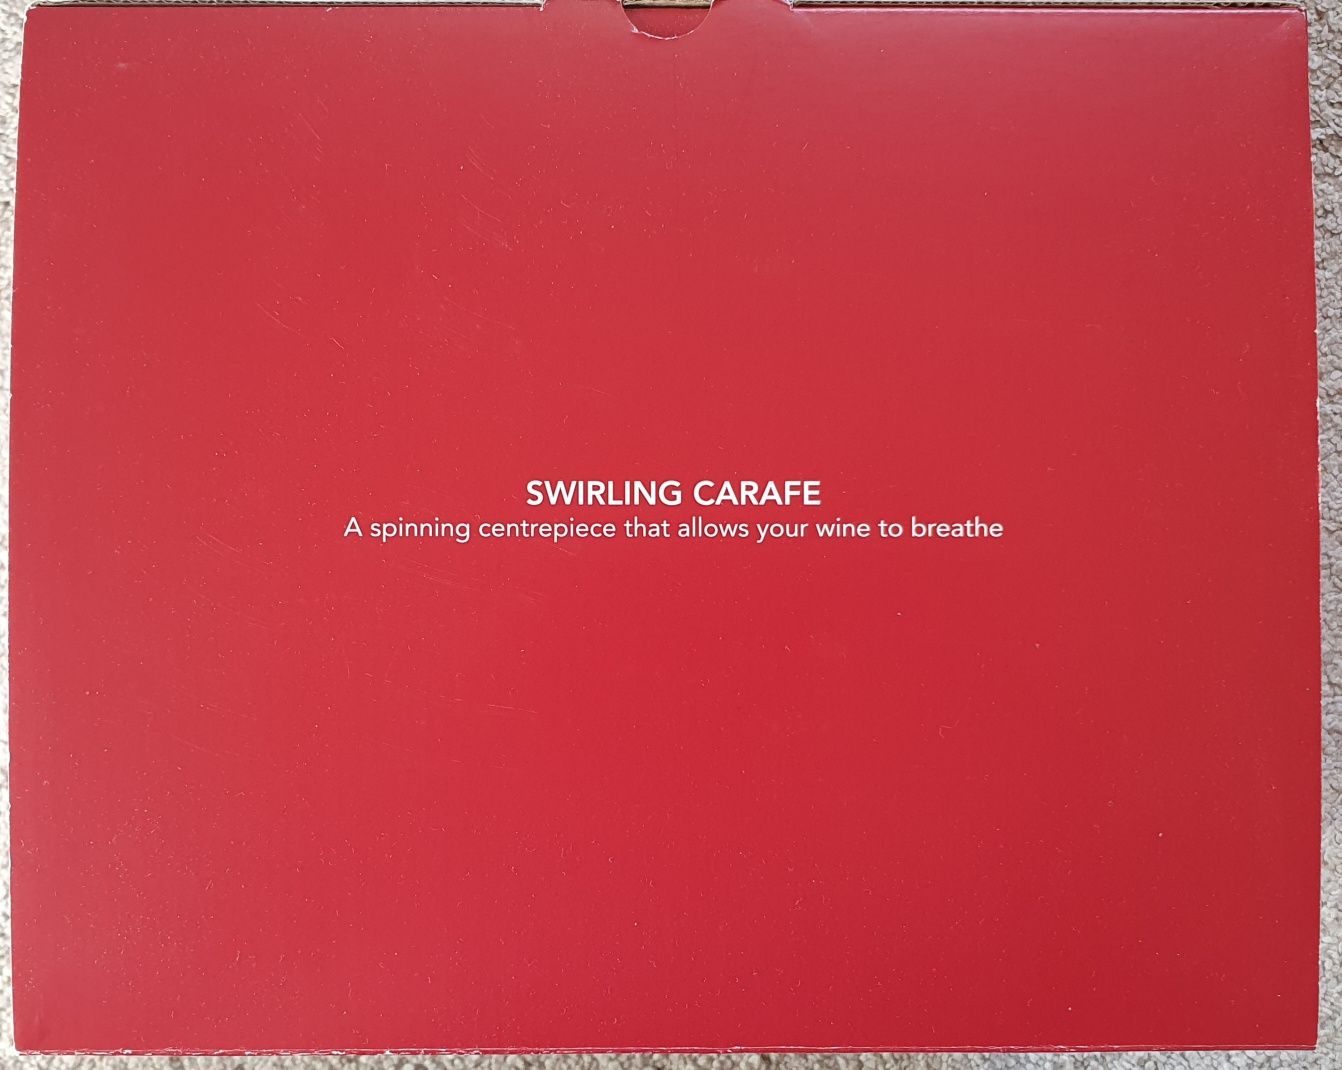 SWIRLING CARAFE
A spinning centrepiece that allows your wine to breathe